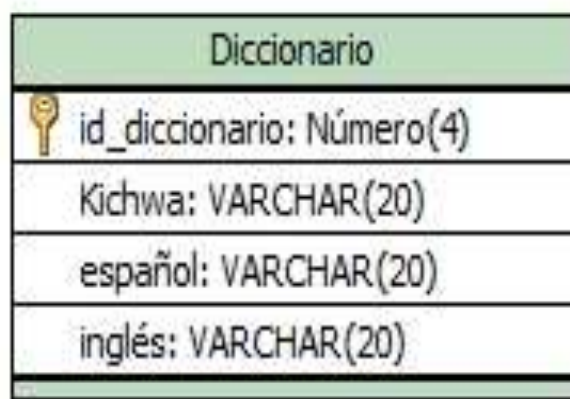 Diccionario
id_diccionario: Número(4)
Kichwa: VARCHAR(20)
español: VARCHAR(20)
inglés: VARCHAR(20)